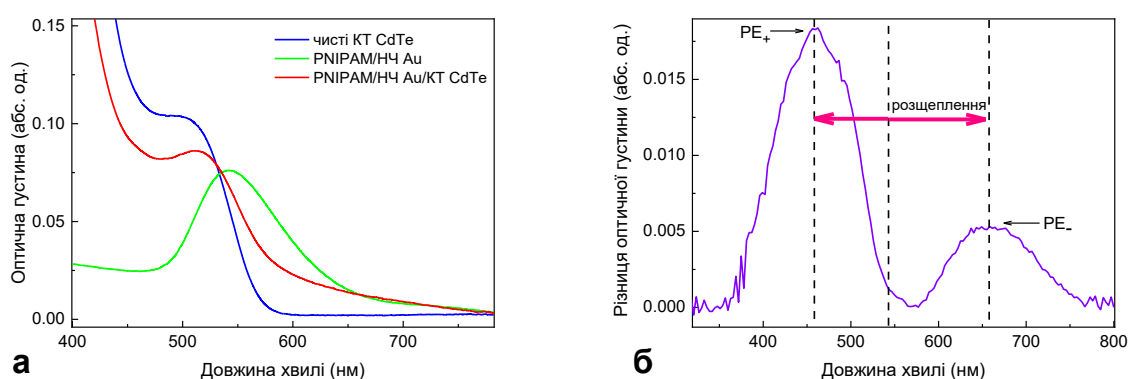 0.15
0.10
0.05
0.00
400
500
600
700
Оптична густина (абс. од.)
Довжина хвилі (нм)
чисті КТ CdTe
PNIPAM/НЧ Au
PNIPAM/НЧ Au/КТ CdTe
а
0.015
0.010
0.005
0.000
400
500
600
700
800
Різниця оптичної густини (абс. од.)
Довжина хвилі (нм)
PE+
розщеплення
PE-
б